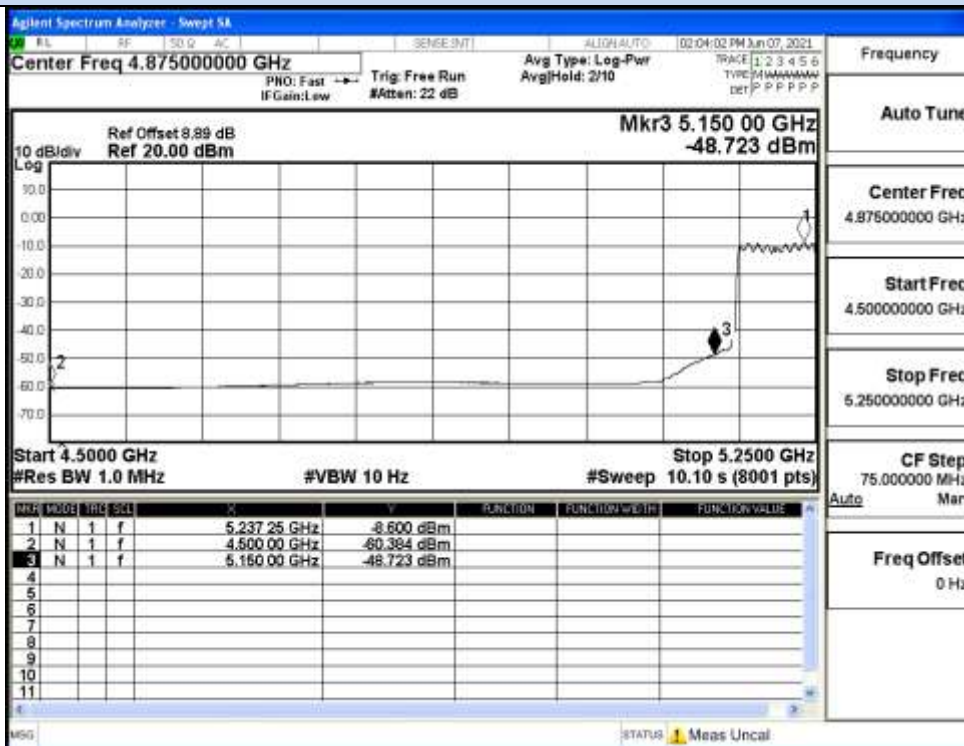 Agilent Spectrum Analyzer - Swept SA
RL RF 50 Ω AC SENSE:INT ALIGN AUTO 02:04:02 PM Jun 07, 2021
Center Freq 4.875000000 GHz
PNO: Fast
IFGain:Low
Trig: Free Run
#Atten: 22 dB
Avg Type: Log-Pwr
Avg|Hold: 2/10
TRACE 1 2 3 4 5 6
TYPE M
DET P P P P P P
Mkr3 5.150 00 GHz
-48.723 dBm
Ref Offset 8.89 dB
10 dB/div Ref 20.00 dBm
Log
10.0
0.00
-10.0
-20.0
-30.0
-40.0
-50.0
-60.0
-70.0
1
2
3
Start 4.5000 GHz Stop 5.2500 GHz
#Res BW 1.0 MHz #VBW 10 Hz #Sweep 10.10 s (8001 pts)
MKR MODE TRC SCL X Y FUNCTION FUNCTION WIDTH FUNCTION VALUE
1 N 1 f 5.237 25 GHz -8.600 dBm
2 N 1 f 4.500 00 GHz -60.384 dBm
3 N 1 f 5.150 00 GHz -48.723 dBm
4
5
6
7
8
9
10
11
MSG STATUS Meas Uncal
Frequency
Auto Tune
Center Freq
4.875000000 GHz
Start Freq
4.500000000 GHz
Stop Freq
5.250000000 GHz
CF Step
75.000000 MHz
Auto Man
Freq Offset
0 Hz